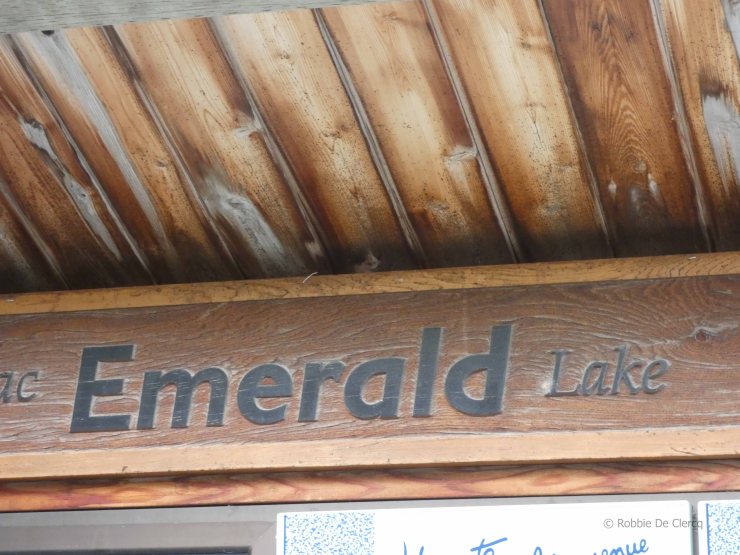 ac Emerald Lake
© Robbie De Clercq